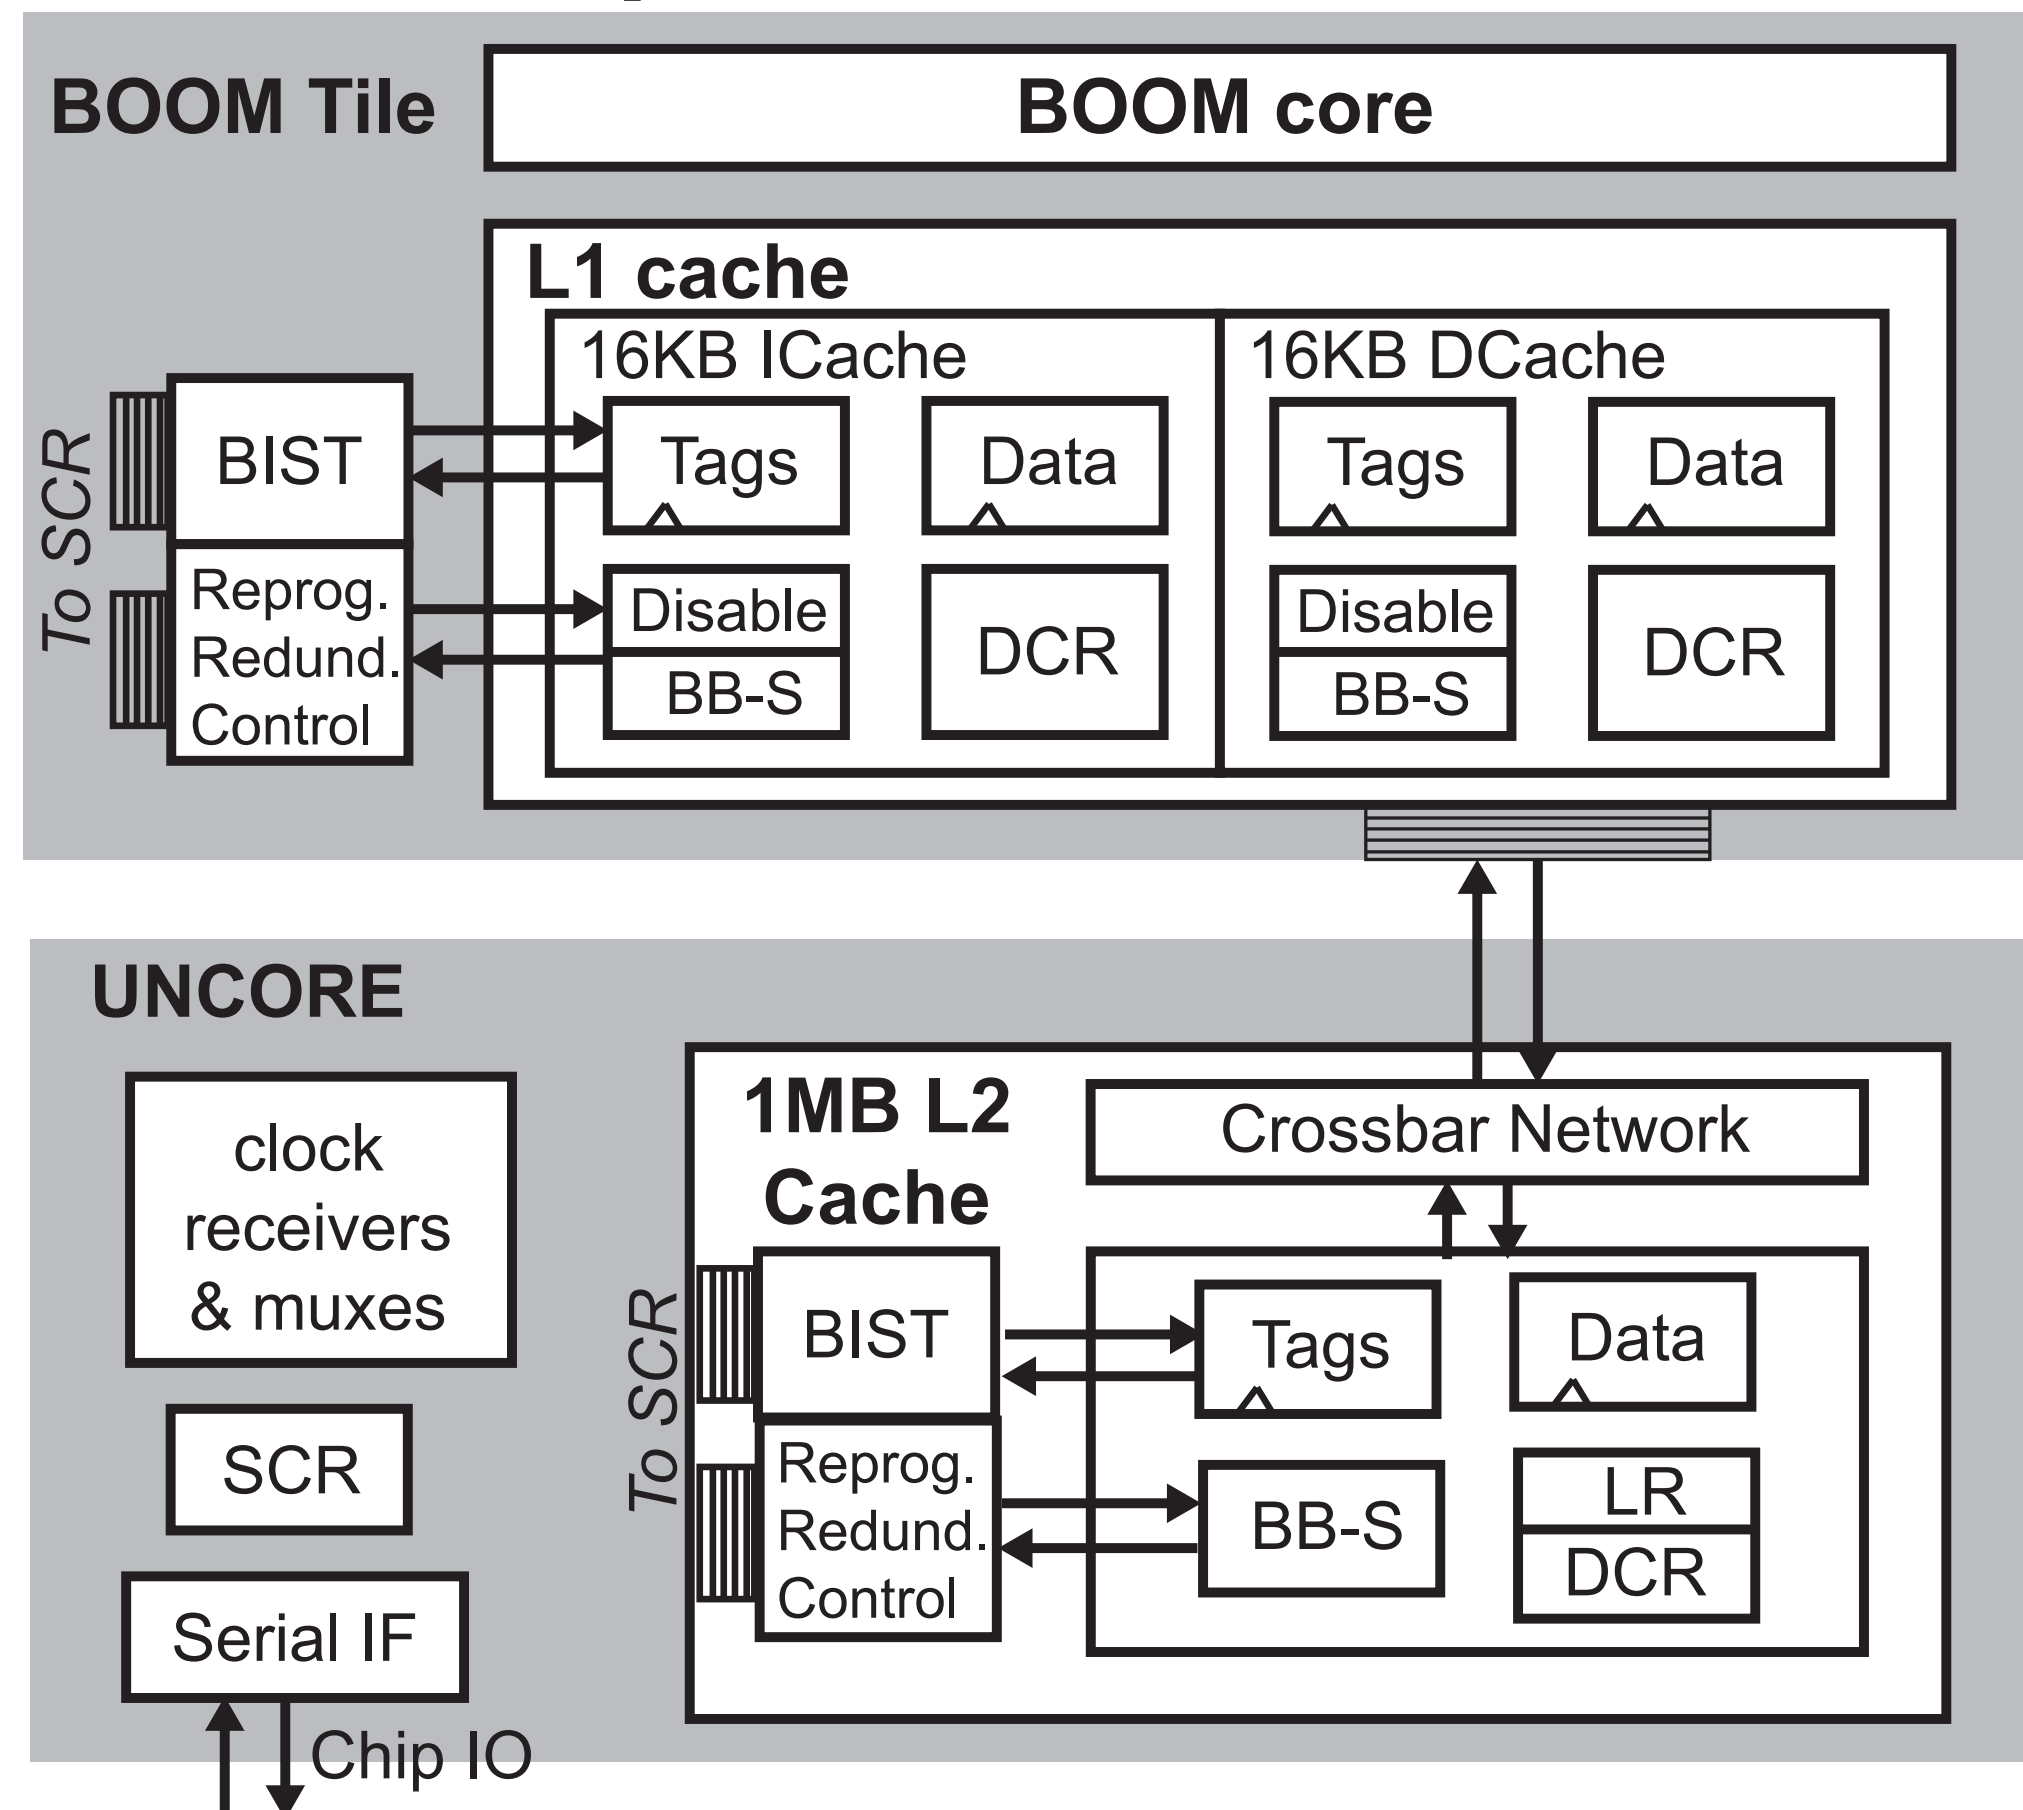 BOOM Tile
BOOM core
L1 cache
16KB ICache
16KB DCache
To SCR
BIST
Tags
Data
Tags
Data
Reprog.
Redund.
Control
Disable
BB-S
DCR
Disable
BB-S
DCR
UNCORE
clock
receivers
& muxes
SCR
Serial IF
Chip IO
1MB L2
Cache
Crossbar Network
To SCR
BIST
Tags
Data
Reprog.
Redund.
Control
BB-S
LR
DCR